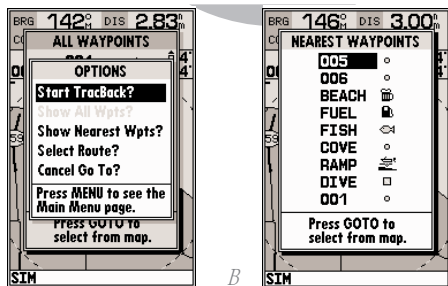 BRG 142°M DIS 2.83
ALL WAYPOINTS
OPTIONS
Start TracBack?
Show All Wpts?
Show Nearest Wpts?
Select Route?
Cancel Go To?
Press MENU to see the
Main Menu page.
Press GOTO to
select from map.
SIM
B
BRG 146°M DIS 3.00
NEAREST WAYPOINTS
005
006
BEACH
FUEL
FISH
COVE
RAMP
DIVE
001
Press GOTO to
select from map.
59
SIM